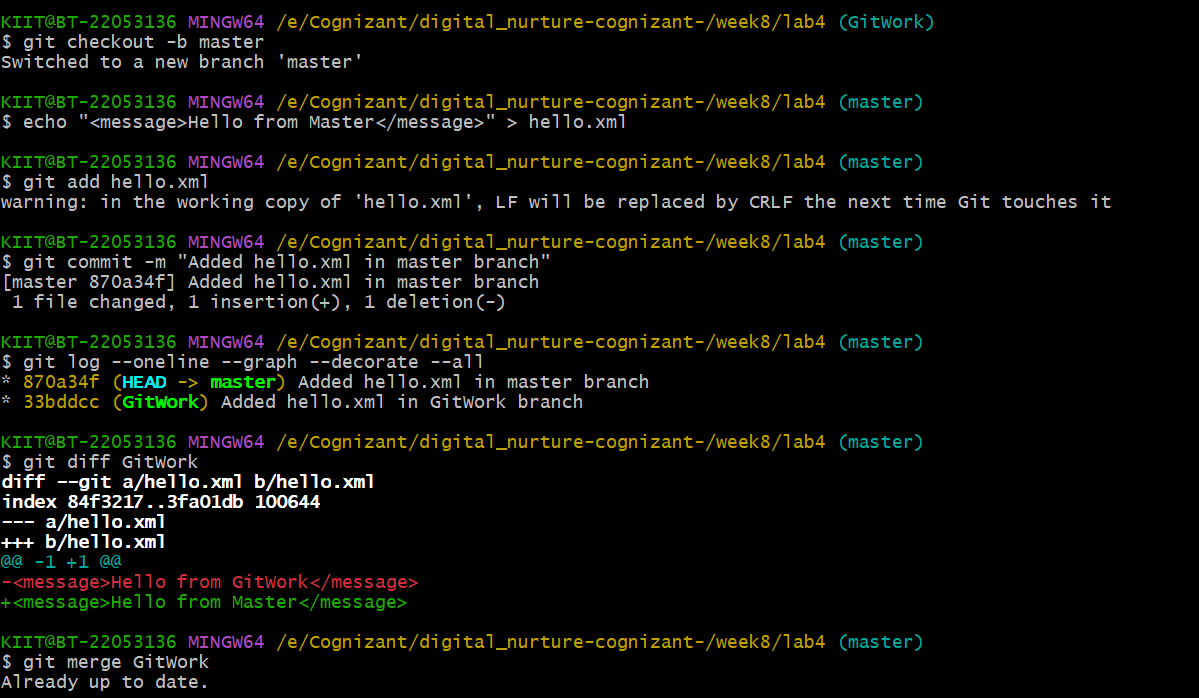 KIIT@BT-22053136 MINGW64 /e/Cognizant/digital_nurture-cognizant-/week8/lab4 (GitWork)
$ git checkout -b master
Switched to a new branch 'master'
KIIT@BT-22053136 MINGW64 /e/Cognizant/digital_nurture-cognizant-/week8/lab4 (master)
$ echo "<message>Hello from Master</message>" > hello.xml
KIIT@BT-22053136 MINGW64 /e/Cognizant/digital_nurture-cognizant-/week8/lab4 (master)
$ git add hello.xml
warning: in the working copy of 'hello.xml', LF will be replaced by CRLF the next time Git touches it
KIIT@BT-22053136 MINGW64 /e/Cognizant/digital_nurture-cognizant-/week8/lab4 (master)
$ git commit -m "Added hello.xml in master branch"
[master 870a34f] Added hello.xml in master branch
 1 file changed, 1 insertion(+), 1 deletion(-)
KIIT@BT-22053136 MINGW64 /e/Cognizant/digital_nurture-cognizant-/week8/lab4 (master)
$ git log --oneline --graph --decorate --all
* 870a34f (HEAD -> master) Added hello.xml in master branch
* 33bddcc (GitWork) Added hello.xml in GitWork branch
KIIT@BT-22053136 MINGW64 /e/Cognizant/digital_nurture-cognizant-/week8/lab4 (master)
$ git diff GitWork
diff --git a/hello.xml b/hello.xml
index 84f3217..3fa01db 100644
--- a/hello.xml
+++ b/hello.xml
@@ -1 +1 @@
-<message>Hello from GitWork</message>
+<message>Hello from Master</message>
KIIT@BT-22053136 MINGW64 /e/Cognizant/digital_nurture-cognizant-/week8/lab4 (master)
$ git merge GitWork
Already up to date.